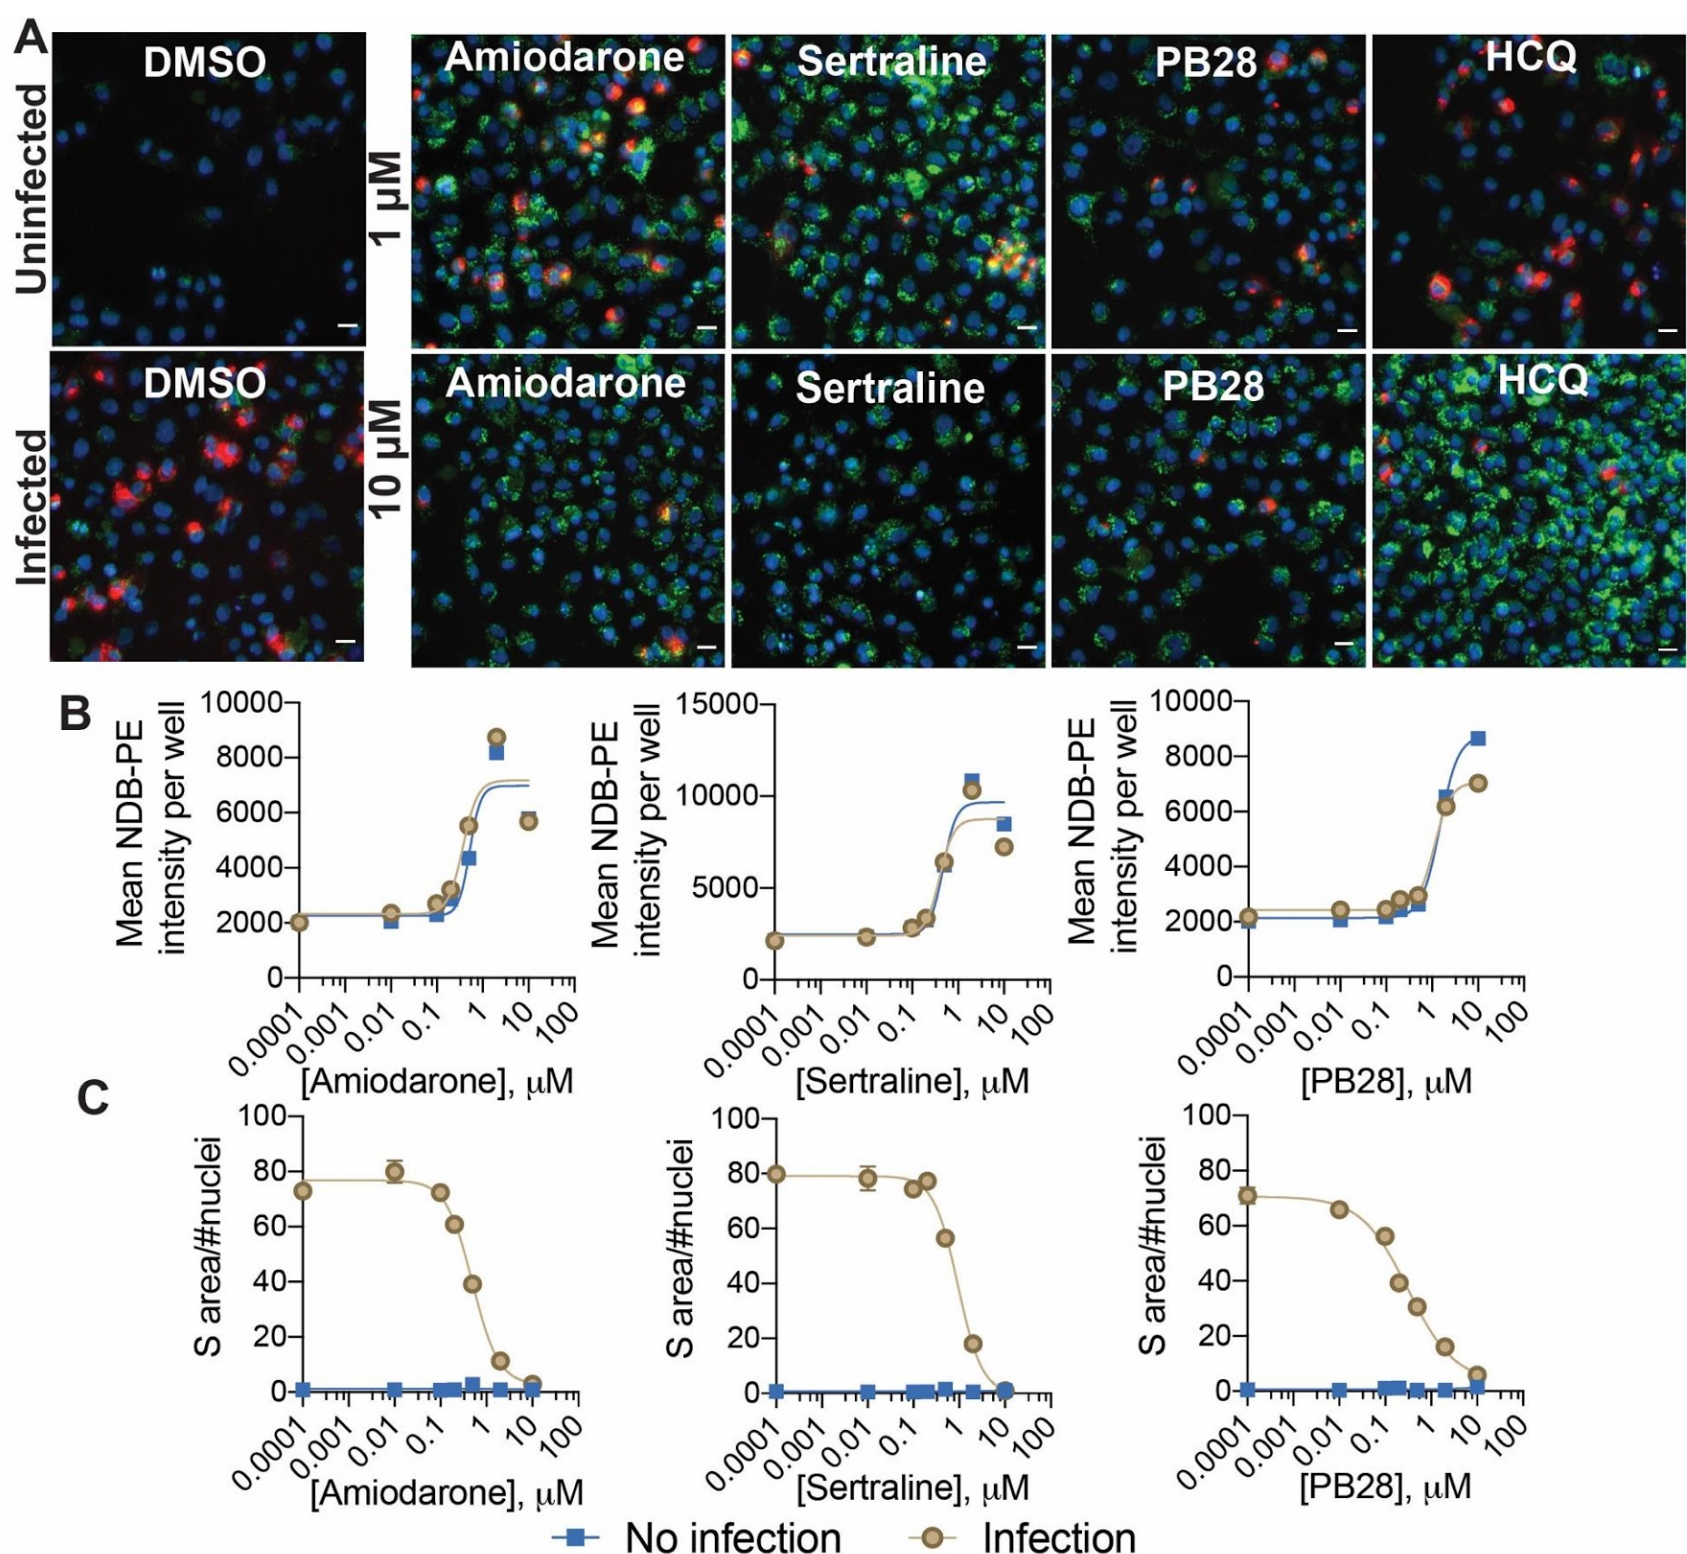 A
DMSO
Amiodarone
Sertraline
PB28
HCQ
Uninfected
1 µM
DMSO
Amiodarone
Sertraline
PB28
HCQ
Infected
10 µM
B
Mean NDB-PE
intensity per well
10000
8000
6000
4000
2000
0
0.0001
0.001
0.01
0.1
1
10
100
[Amiodarone], µM
Mean NDB-PE
intensity per well
15000
10000
5000
0
0.0001
0.001
0.01
0.1
1
10
100
[Sertraline], µM
Mean NDB-PE
intensity per well
10000
8000
6000
4000
2000
0
0.0001
0.001
0.01
0.1
1
10
100
[PB28], µM
C
S area/#nuclei
100
80
60
40
20
0
0.0001
0.001
0.01
0.1
1
10
100
[Amiodarone], µM
S area/#nuclei
100
80
60
40
20
0
0.0001
0.001
0.01
0.1
1
10
100
[Sertraline], µM
S area/#nuclei
100
80
60
40
20
0
0.0001
0.001
0.01
0.1
1
10
100
[PB28], µM
No infection
Infection